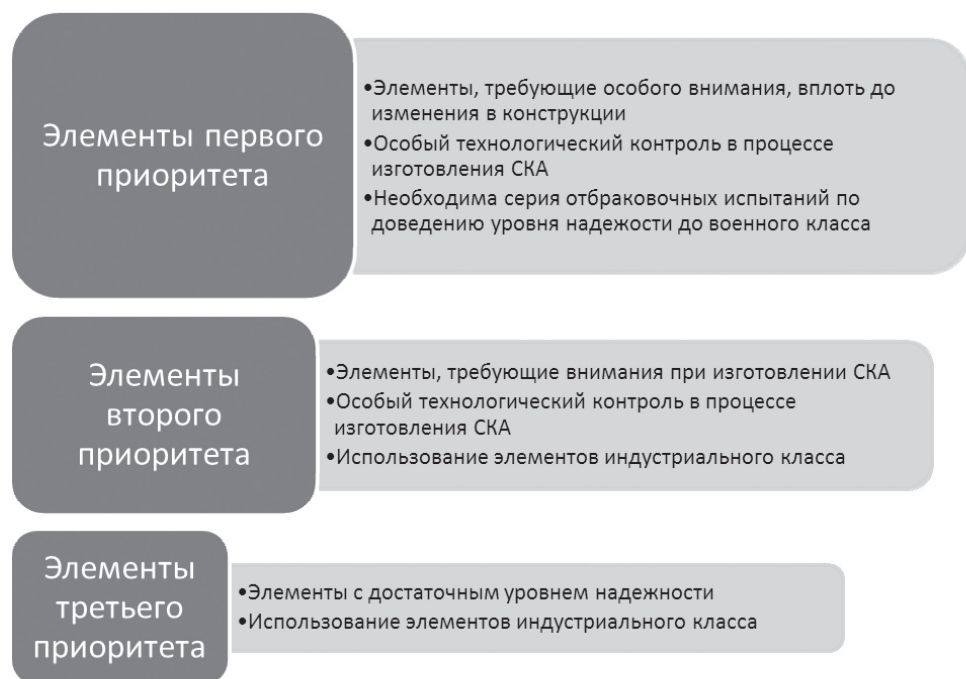 Элементы первого
приоритета
•Элементы, требующие особого внимания, вплоть до
изменения в конструкции
•Особый технологический контроль в процессе
изготовления СКА
•Необходима серия отбраковочных испытаний по
доведению уровня надежости до военного класса
Элементы
второго
приоритета
•Элементы, требующие внимания при изготовлении СКА
•Особый технологический контроль в процессе
изготовления СКА
•Использование элементов индустриального класса
Элементы
третьего
приоритета
•Элементы с достаточным уровнем надежности
•Использование элементов индустриального класса